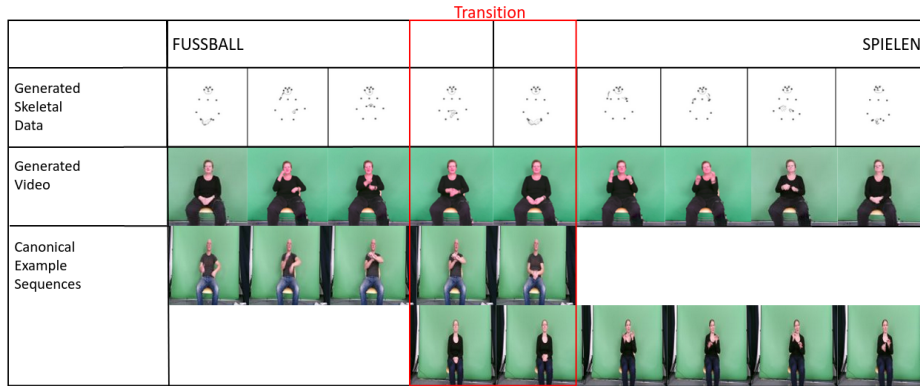 Transition
FUSSBALL
SPIELEN
Generated
Skeletal
Data
Generated
Video
Canonical
Example
Sequences